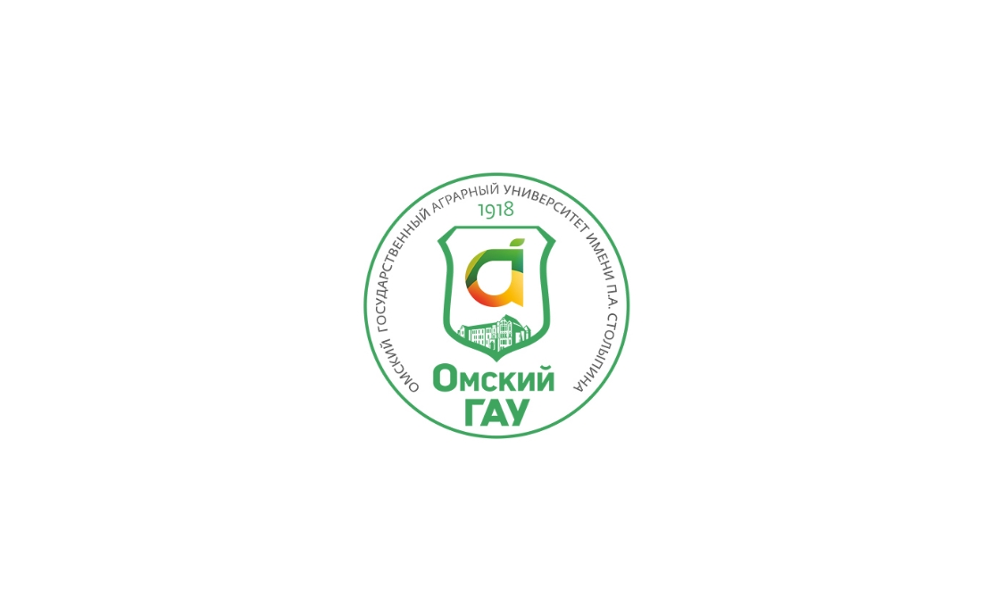 ОМСКИЙ ГОСУДАРСТВЕННЫЙ АГРАРНЫЙ УНИВЕРСИТЕТ ИМЕНИ П.А. СТОЛЫПИНА
1918
ОМСКИЙ
ГАУ